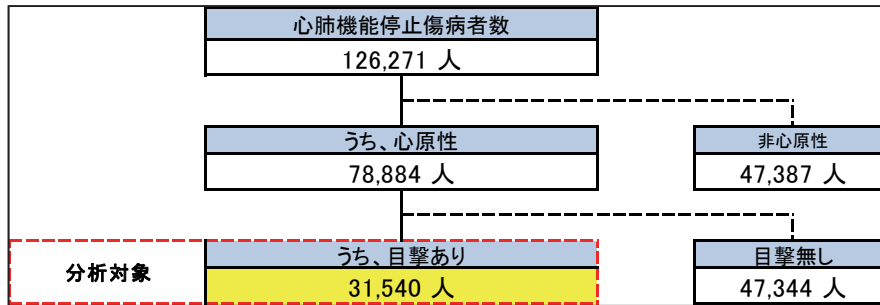 心肺機能停止傷病者数
126,271 人
うち、心原性
非心原性
78,884 人
47,387 人
分析対象
うち、目撃あり
目撃無し
31,540 人
47,344 人